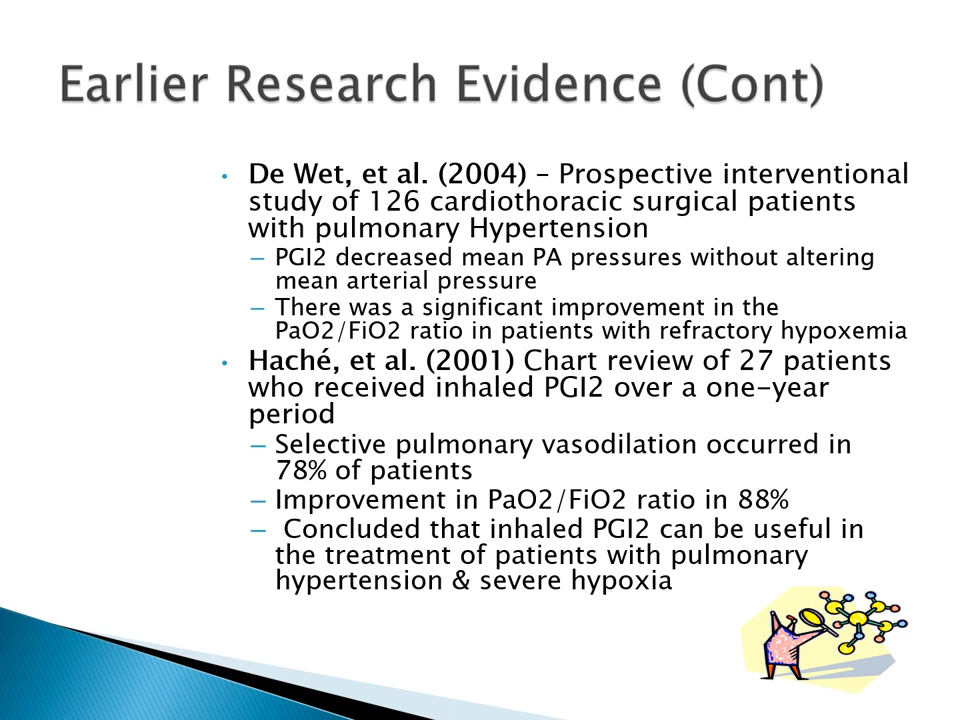 Earlier Research Evidence (Cont)
• De Wet, et al. (2004) – Prospective interventional
study of 126 cardiothoracic surgical patients
with pulmonary Hypertension
– PGI2 decreased mean PA pressures without altering
mean arterial pressure
– There was a significant improvement in the
PaO2/FiO2 ratio in patients with refractory hypoxemia
• Haché, et al. (2001) Chart review of 27 patients
who received inhaled PGI2 over a one-year
period
– Selective pulmonary vasodilation occurred in
78% of patients
– Improvement in PaO2/FiO2 ratio in 88%
– Concluded that inhaled PGI2 can be useful in
the treatment of patients with pulmonary
hypertension & severe hypoxia